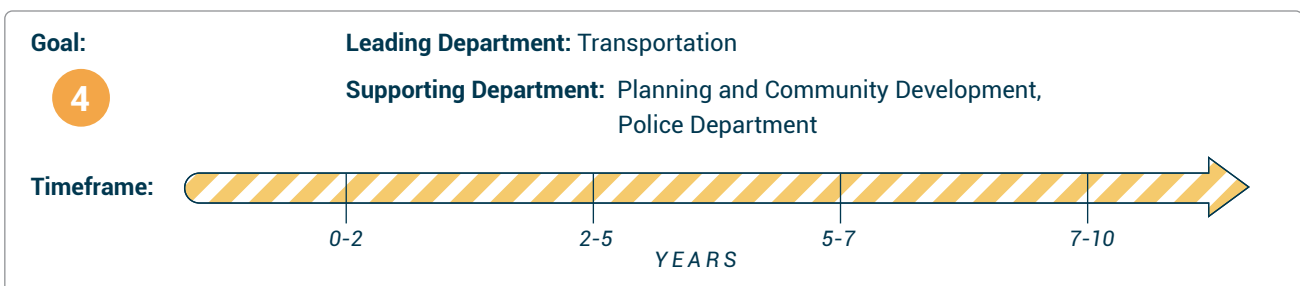 Goal:
Leading Department: Transportation
4
Supporting Department: Planning and Community Development,
Police Department
Timeframe:
0-2
2-5
5-7
7-10
YEARS